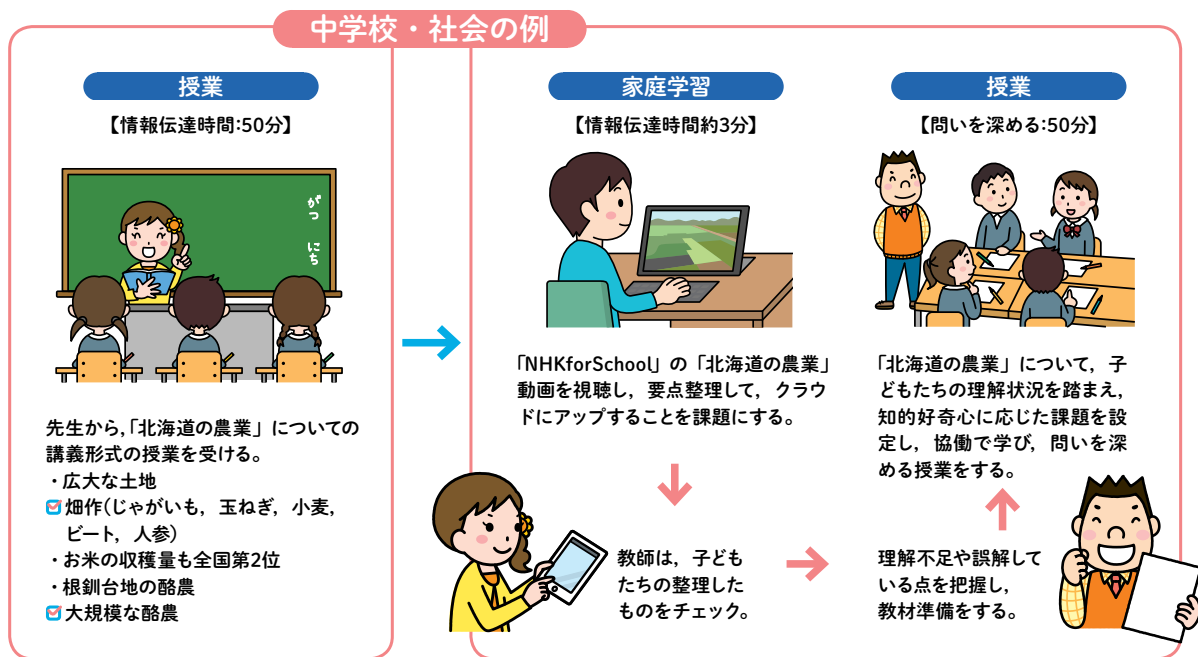 中学校・社会の例
授業
【情報伝達時間:50分】
がつ
にち
先生から,「北海道の農業」についての
講義形式の授業を受ける。
・広大な土地
畑作(じゃがいも，玉ねぎ，小麦，
ビート，人参)
・お米の収穫量も全国第2位
・根釧台地の酪農
大規模な酪農
家庭学習
【情報伝達時間約3分】
「NHKforSchool」の「北海道の農業」
動画を視聴し，要点整理して，クラウ
ドにアップすることを課題にする。
教師は，子ども
たちの整理した
ものをチェック。
理解不足や誤解して
いる点を把握し，
教材準備をする。
授業
【問いを深める:50分】
「北海道の農業」について，子
どもたちの理解状況を踏まえ，
知的好奇心に応じた課題を設
定し，協働で学び，問いを深
める授業をする。